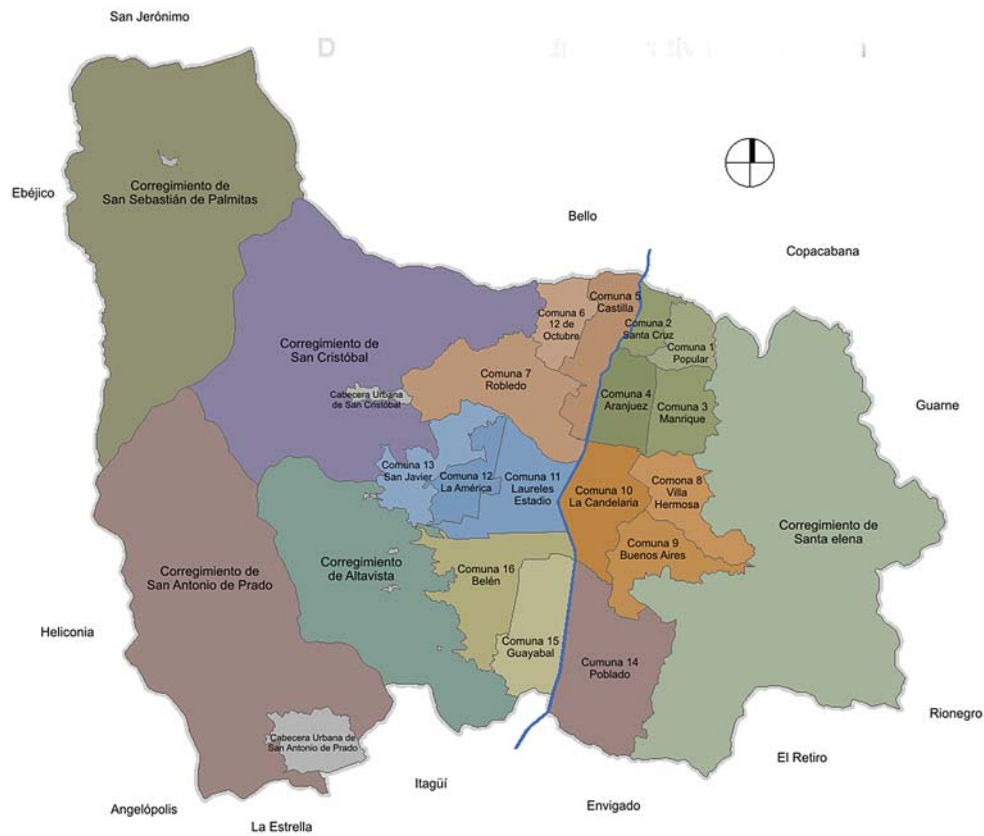 San Jerónimo
Ebéjico
Corregimiento de
San Sebastián de Palmitas
Bello
Copacabana
Comuna 5
Castilla
Comuna 6
12 de
Octubre
Comuna 2
Santa Cruz
Comuna 1
Popular
Corregimiento de
San Cristóbal
Comuna 7
Robledo
Cabecera Urbana
de San Cristóbal
Comuna 4
Aranjuez
Comuna 3
Manrique
Guarne
Comuna 13
San Javier
Comuna 12
La América
Comuna 11
Laureles
Estadio
Comuna 10
La Candelaría
Comona 8
Villa
Hermosa
Corregimiento de
Santa elena
Comuna 9
Buenos Aires
Corregimiento de
San Antonio de Prado
Corregimiento
de Altavista
Comuna 16
Belén
Heliconia
Comuna 15
Guayabal
Cumuna 14
Poblado
Rionegro
Cabecera Urbana de
San Antonio de Prado
El Retiro
Itagüí
Envigado
Angelópolis
La Estrella